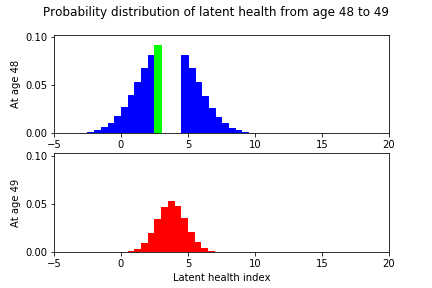 Probability distribution of latent health from age 48 to 49
0.10
0.05
0.00
At age 48
−5 0 5 10 15 20
0.10
0.05
0.00
At age 49
−5 0 5 10 15 20
Latent health index